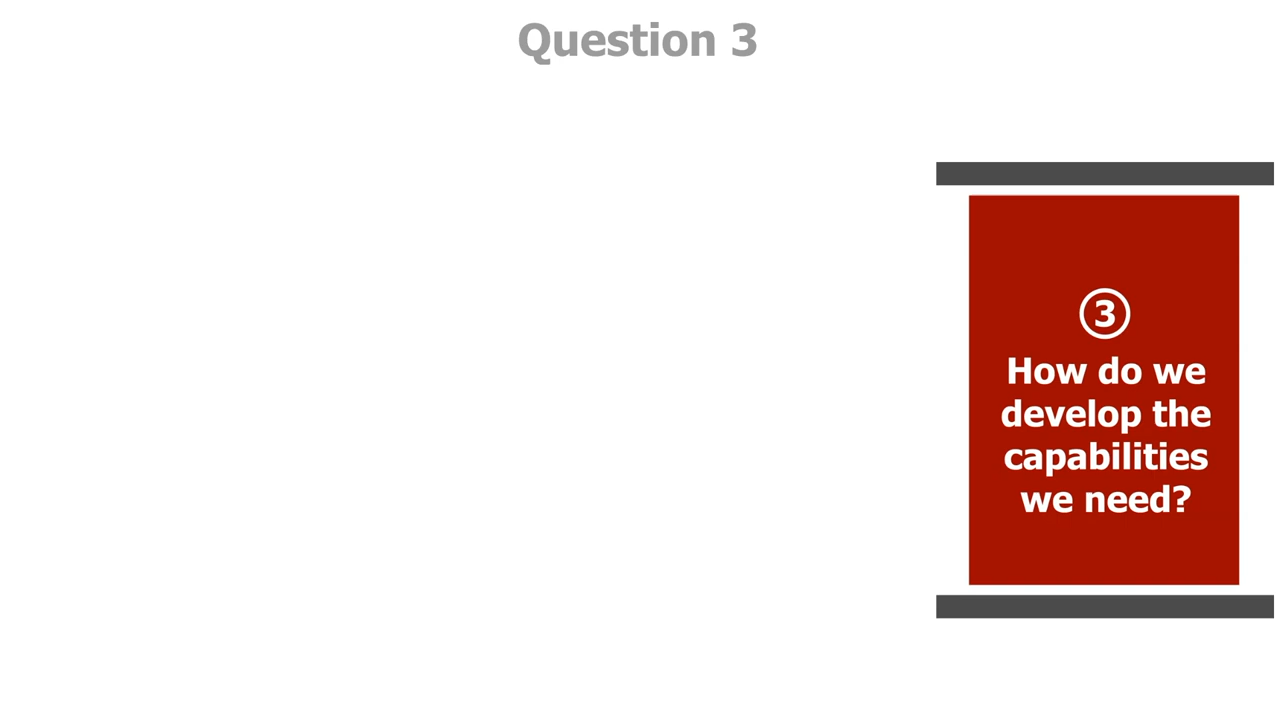 Question 3
3
How do we
develop the
capabilities
we need?